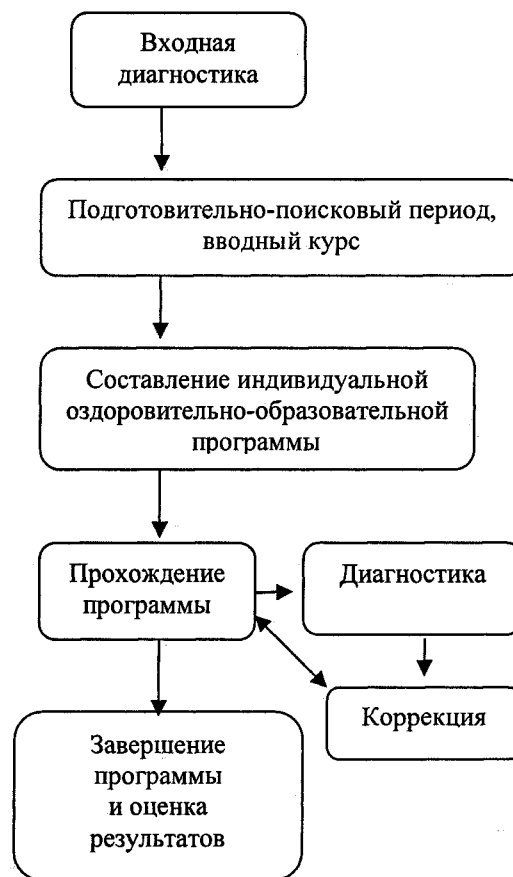 Входная
диагностика
Подготовительно-поисковый период,
вводный курс
Составление индивидуальной
оздоровительно-образовательной
программы
Прохождение
программы
Диагностика
Коррекция
Завершение
программы
и оценка
результатов